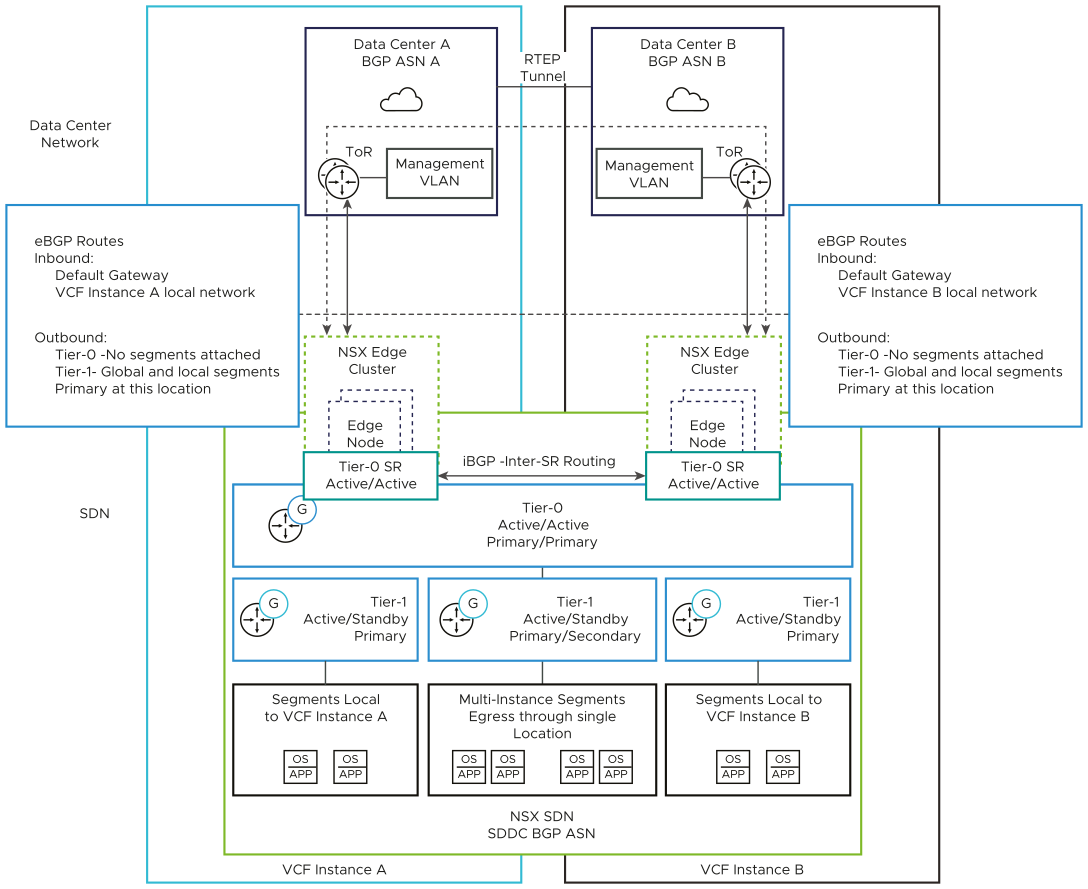 Data Center A
BGP ASN A
RTEP
Tunnel
Data Center B
BGP ASN B
Data Center
Network
ToR
Management
VLAN
Management
VLAN
ToR
eBGP Routes
Inbound:
Default Gateway
VCF Instance A local network
Outbound:
Tier-0 -No segments attached
Tier-1- Global and local segments
Primary at this location
eBGP Routes
Inbound:
Default Gateway
VCF Instance B local network
Outbound:
Tier-0 -No segments attached
Tier-1- Global and local segments
Primary at this location
NSX Edge
Cluster
Edge
Node
NSX Edge
Cluster
Edge
Node
Tier-0 SR
Active/Active
iBGP -Inter-SR Routing
Tier-0 SR
Active/Active
SDN
G
Tier-0
Active/Active
Primary/Primary
G
Tier-1
Active/Standby
Primary
G
Tier-1
Active/Standby
Primary/Secondary
G
Tier-1
Active/Standby
Primary
Segments Local
to VCF Instance A
OS
APP
OS
APP
Multi-Instance Segments
Egress through single
Location
OS
APP
OS
APP
OS
APP
OS
APP
Segments Local to
VCF Instance B
OS
APP
OS
APP
NSX SDN
SDDC BGP ASN
VCF Instance A
VCF Instance B